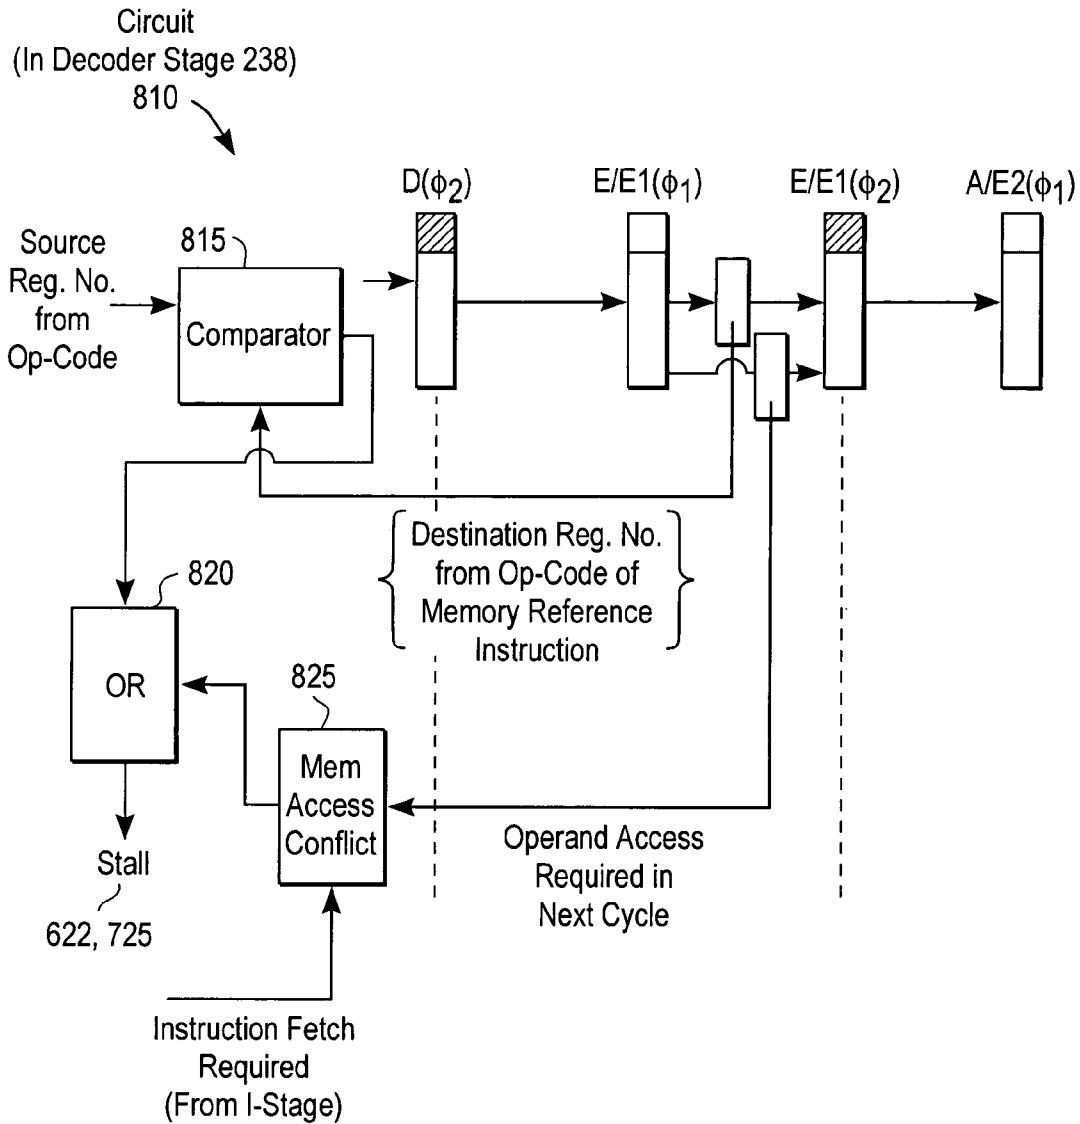 Circuit
(In Decoder Stage 238)
810
D(ϕ2)
E/E1(ϕ1)
E/E1(ϕ2)
A/E2(ϕ1)
Source
Reg. No.
from
Op-Code
815
Comparator
Destination Reg. No.
from Op-Code of
Memory Reference
Instruction
820
OR
825
Mem
Access
Conflict
Operand Access
Required in
Next Cycle
Stall
622, 725
Instruction Fetch
Required
(From I-Stage)